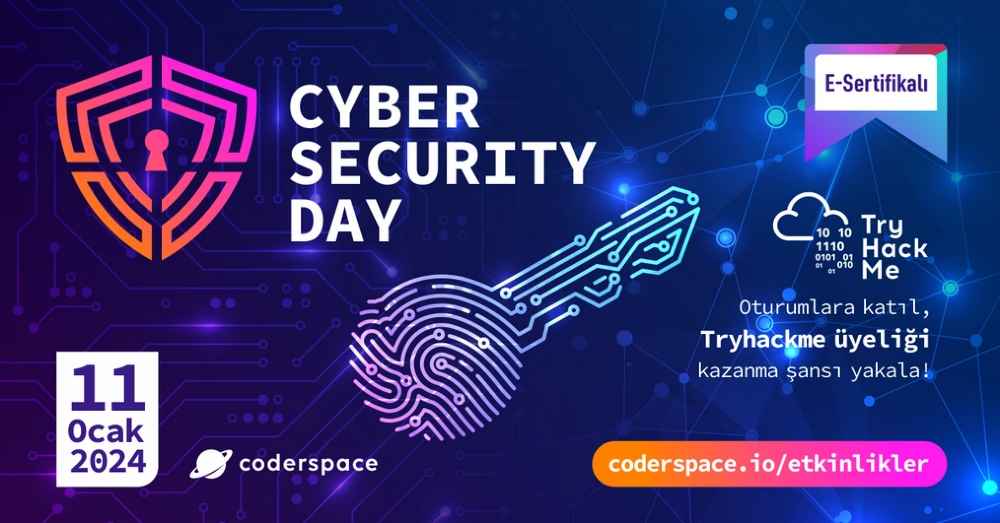 CYBER
SECURITY
DAY
E-Sertifikalı
10 10
1110
0101 01
01 010
01
Try
Hack
Me
Oturumlara katıl,
Tryhackme üyeliği
kazanma şansı yakala!
11
Ocak
2024
coderspace
coderspace.io/etkinlikler